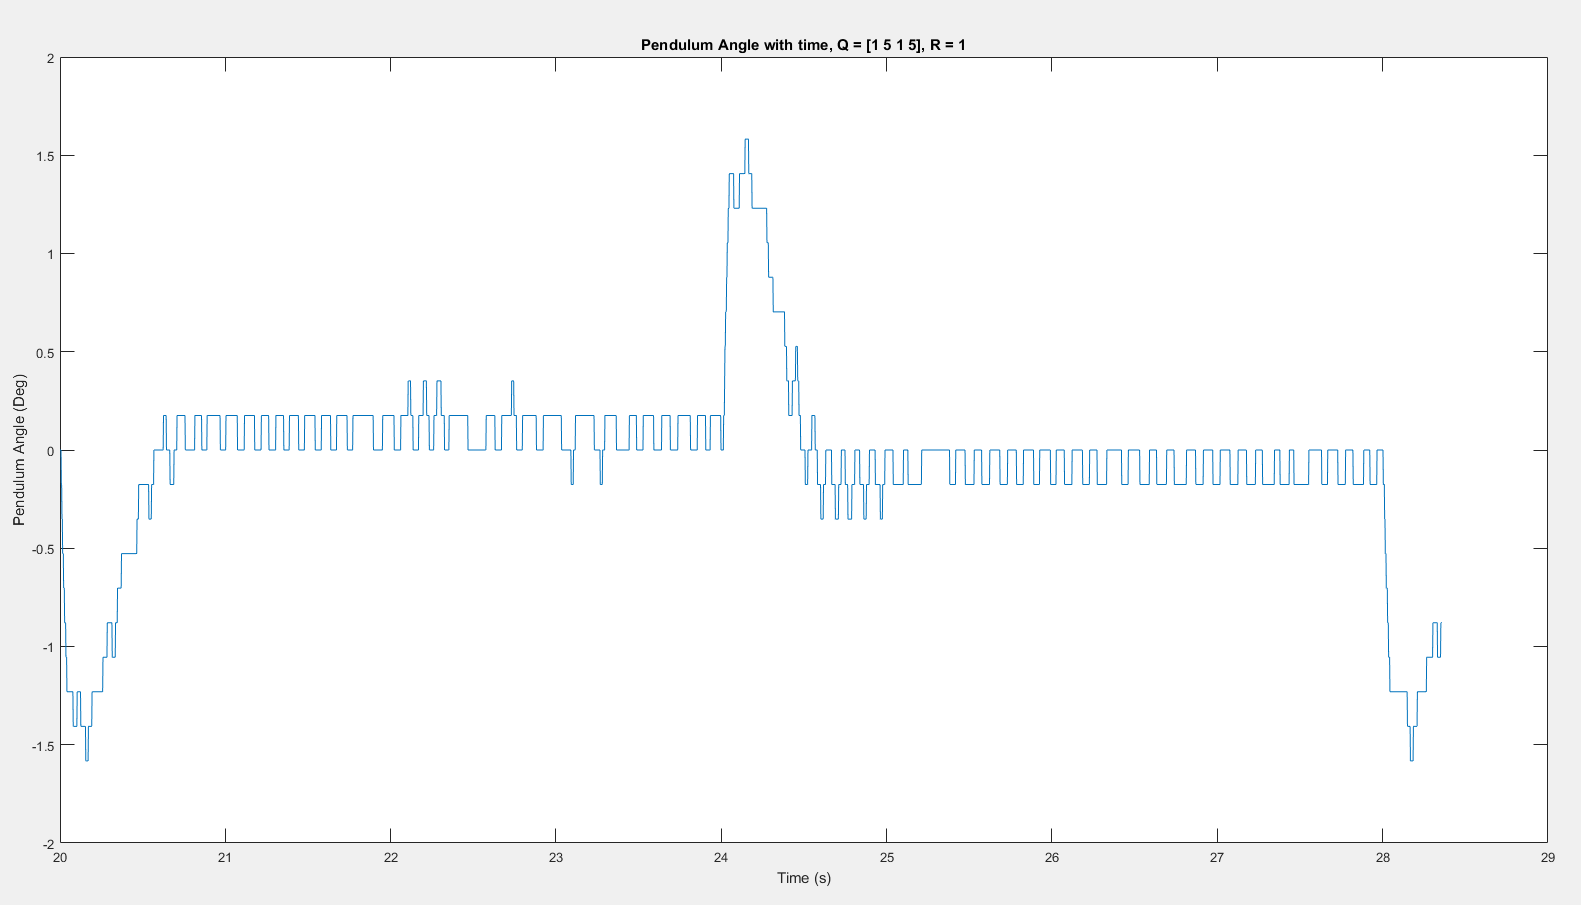 Pendulum Angle with time, Q = [1 5 1 5], R = 1
2
1.5
1
0.5
0
-0.5
-1
-1.5
-2
Pendulum Angle (Deg)
20 21 22 23 24 25 26 27 28 29
Time (s)